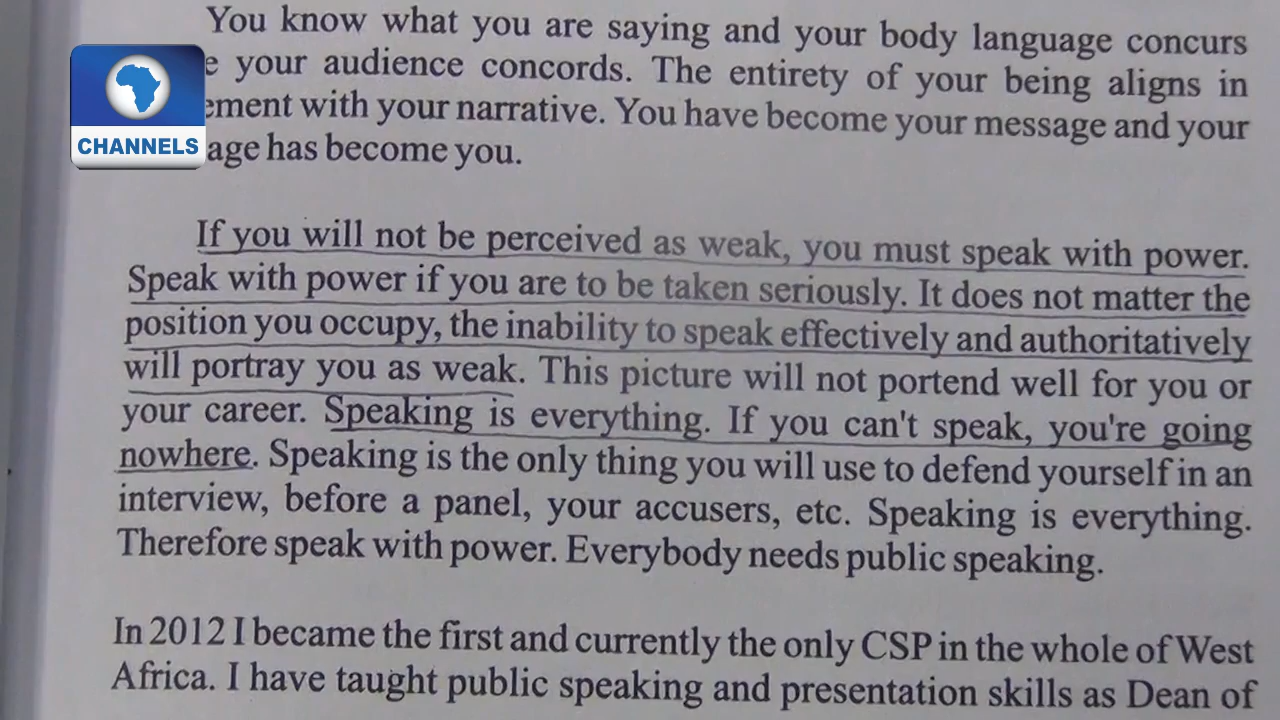 You know what you are saying and your body language concurs
e your audience concords. The entirety of your being aligns in
ement with your narrative. You have become your message and your
age has become you.
CHANNELS
If you will not be perceived as weak, you must speak with power.
Speak with power if you are to be taken seriously. It does not matter the
position you occupy, the inability to speak effectively and authoritatively
will portray you as weak. This picture will not portend well for you or
your career. Speaking is everything. If you can't speak, you're going
nowhere. Speaking is the only thing you will use to defend yourself in an
interview, before a panel, your accusers, etc. Speaking is everything.
Therefore speak with power. Everybody needs public speaking.
In 2012 I became the first and currently the only CSP in the whole of West
Africa. I have taught public speaking and presentation skills as Dean of